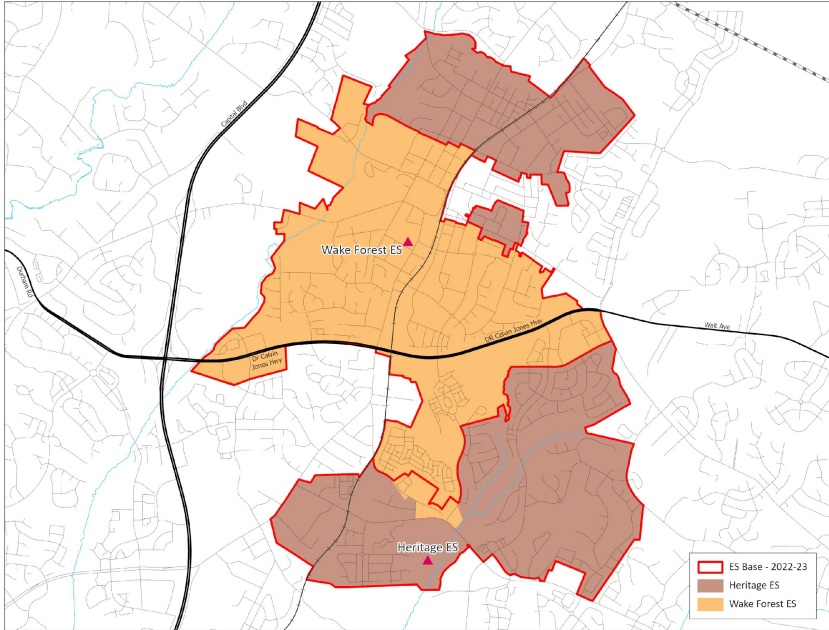 Capital Blvd
Wake Forest ES
Durham Rd
DR Calvin Jones Hwy
Wait Ave
Dr Calvin
Jones Hwy
Heritage ES
ES Base - 2022-23
Heritage ES
Wake Forest ES